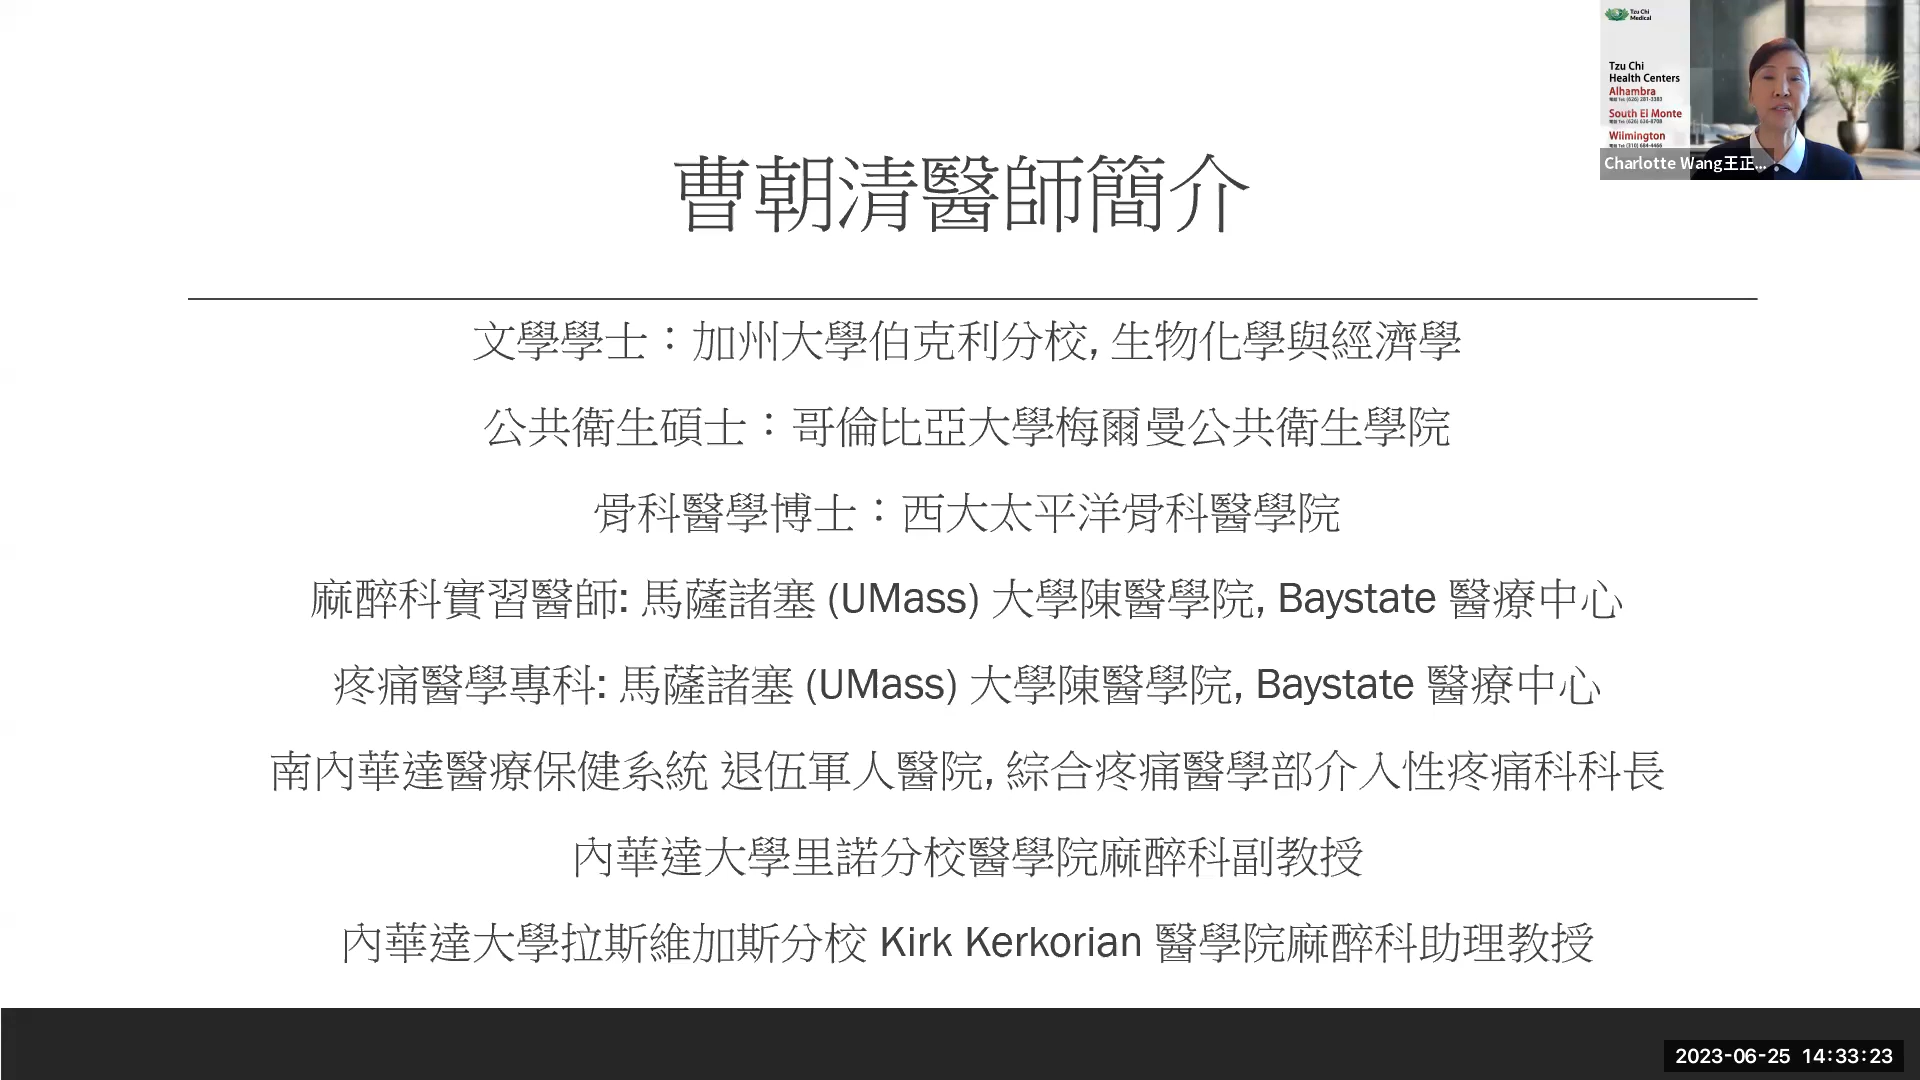 曹朝清醫師簡介
文學學士：加州大學伯克利分校, 生物化學與經濟學
公共衛生碩士：哥倫比亞大學梅爾曼公共衛生學院
骨科醫學博士：西大太平洋骨科醫學院
麻醉科實習醫師: 馬薩諸塞 (UMass) 大學陳醫學院, Baystate 醫療中心
疼痛醫學專科: 馬薩諸塞 (UMass) 大學陳醫學院, Baystate 醫療中心
南內華達醫療保健系統 退伍軍人醫院, 綜合疼痛醫學部介入性疼痛科科長
內華達大學里諾分校醫學院麻醉科副教授
內華達大學拉斯維加斯分校 Kirk Kerkorian 醫學院麻醉科助理教授
Tzu Chi
Medical
Tzu Chi
Health Centers
Alhambra
電話 Tel: (626) 281-3383
South El Monte
電話 Tel: (626) 636-8708
Wilmington
電話 Tel: (310) 684-4466
Charlotte Wang王正...
2023-06-25 14:33:23